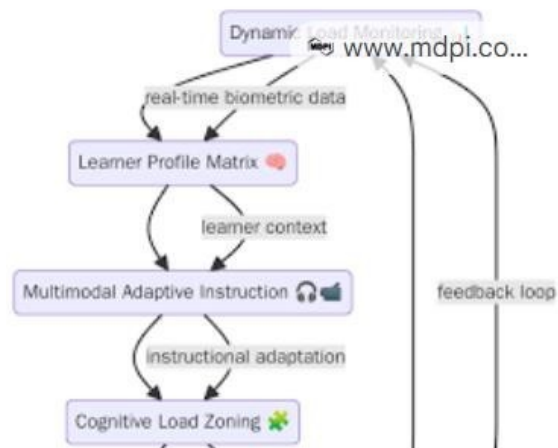 Dynamic Load Monitoring
MDPI www.mdpi.co...
real-time biometric data
Learner Profile Matrix 🧠
learner context
Multimodal Adaptive Instruction 🎧📹
feedback loop
instructional adaptation
Cognitive Load Zoning 🧩